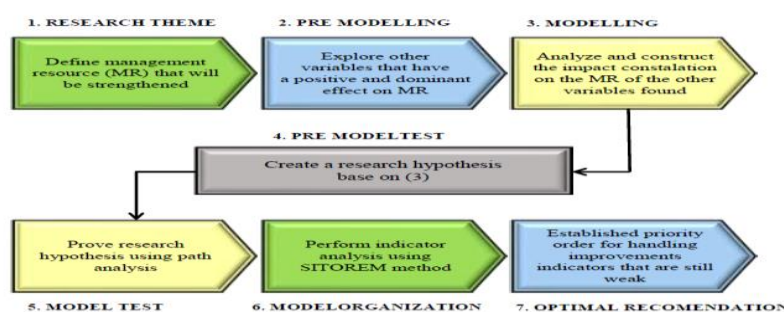 1. RESEARCH THEME
2. PRE MODELLING
3. MODELLING
Define management
resource (MR) that will
be strengthened
Explore other
variables that have
a positive and dominant
effect on MR
Analyze and construct
the impact constalation
on the MR of the other
variables found
4. PRE MODELTEST
Create a research hypothesis
base on (3)
Prove research
hypothesis using path
analysis
Perform indicator
analysis using
SITOREM method
Established priority
order for handling
improvements
indicators that are still
weak
5. MODEL TEST
6. MODELORGANIZATION
7. OPTIMAL RECOMENDATION